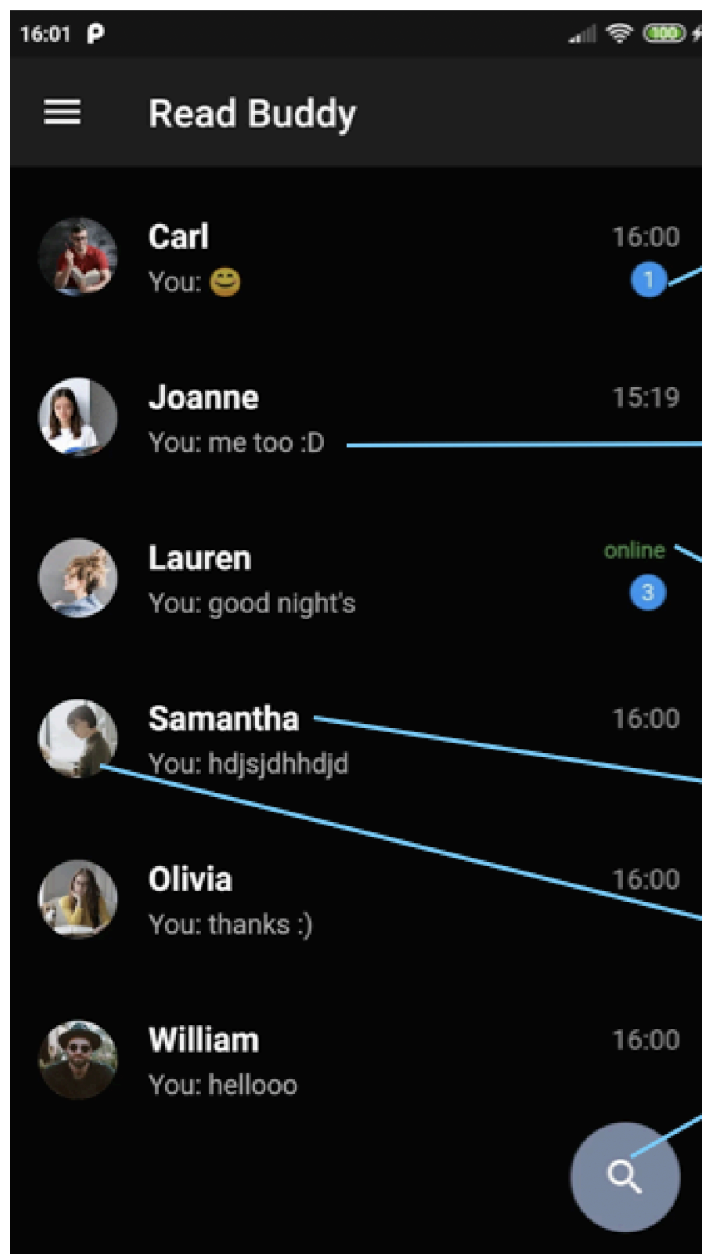 16:01 P 100
Read Buddy
Carl 16:00
You: 😄 1
Joanne 15:19
You: me too :D
Lauren online
You: good night's 3
Samantha 16:00
You: hdjsjdhhdjd
Olivia 16:00
You: thanks :)
William 16:00
You: hellooo